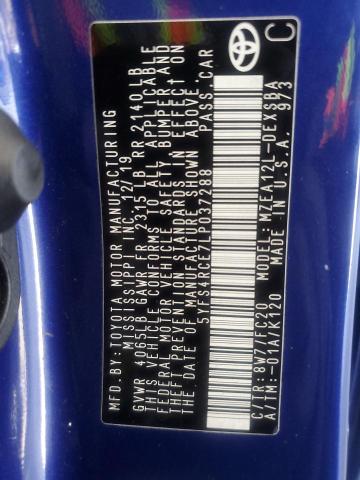 MFD.BY:TOYOTA MOTOR MANUFACTURING
MISSISSIPPI, INC. 12/19
GVWR 4065LB GAWR FR 2315LB RR 2140LB
THIS VEHICLE CONFORMS TO ALL APPLICABLE
FEDERAL MOTOR VEHICLE SAFETY, BUMPER AND
THEFT PREVENTION STANDARDS IN EFFECT ON
THE DATE OF MANUFACTURE SHOWN ABOVE.
5YFS4RCE7LP037288 PASS.CAR
C/TR:8W7/FC20 MODEL:MZEA12L-DEXSBA
A/TM:-01A/K120 MADE IN U.S.A. 973
TOYOTA
C